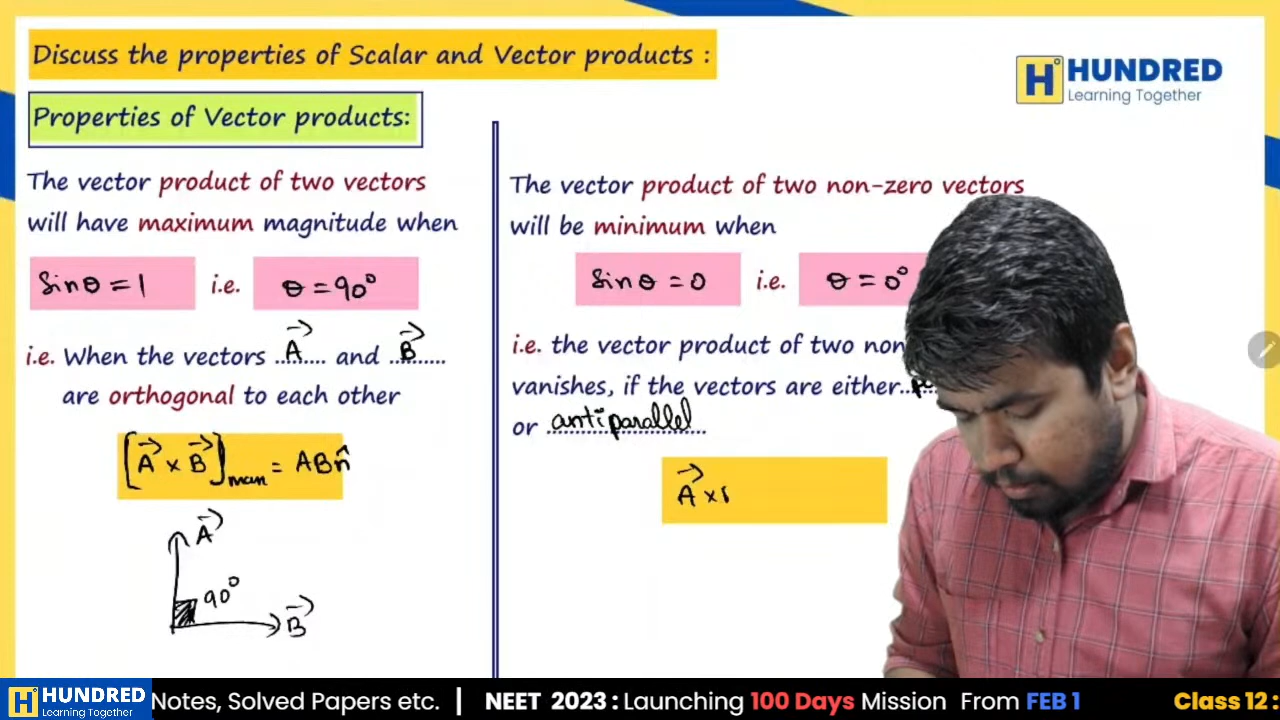 Discuss the properties of Scalar and Vector products :
H° HUNDRED
Learning Together
Properties of Vector products:
The vector product of two vectors
will have maximum magnitude when
Sinθ = 1 i.e. θ = 90°
i.e. When the vectors ...A⃗... and ...B⃗...
are orthogonal to each other
[A⃗ × B⃗]max = AB n̂
A⃗
90°
B⃗
The vector product of two non-zero vectors
will be minimum when
Sin θ = 0 i.e. θ = 0°
i.e. the vector product of two non
vanishes, if the vectors are either...
or antiparallel
A⃗ ×
H° HUNDRED
Learning Together
Notes, Solved Papers etc. | NEET 2023 : Launching 100 Days Mission From FEB 1 Class 12 :